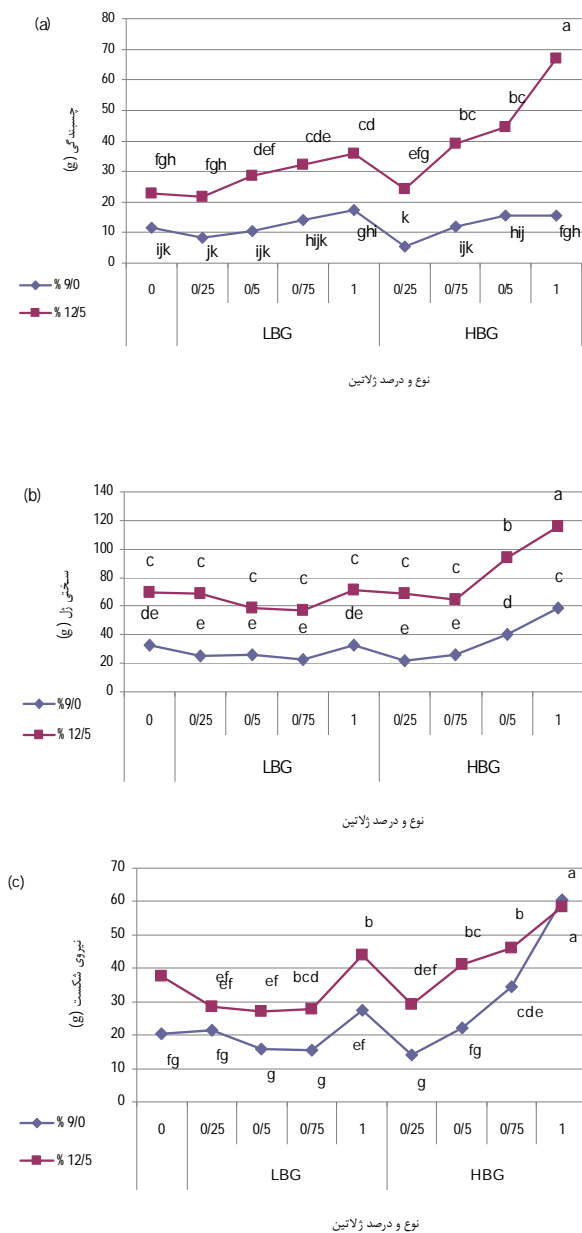 (a)
80
70
60
50
40
30
20
10
0
چسبندگی (g)
fgh fgh def cde cd efg bc bc a
ijk jk ijk hijk ghi k ijk hij fgh
0 0/25 0/5 0/75 1 0/25 0/75 0/5 1
LBG HBG
% 9/0
% 12/5
نوع و درصد ژلاتین
(b)
140
120
100
80
60
40
20
0
سختی ژل (g)
c c c c c c c b a
de e e e de e e d c
0 0/25 0/5 0/75 1 0/25 0/75 0/5 1
LBG HBG
%9/0
% 12/5
نوع و درصد ژلاتین
(c)
70
60
50
40
30
20
10
0
نیروی شکست (g)
ef ef ef bcd b def bc b a
fg fg g g ef g fg cde a
0 0/25 0/5 0/75 1 0/25 0/5 0/75 1
LBG HBG
% 9/0
% 12/5
نوع و درصد ژلاتین